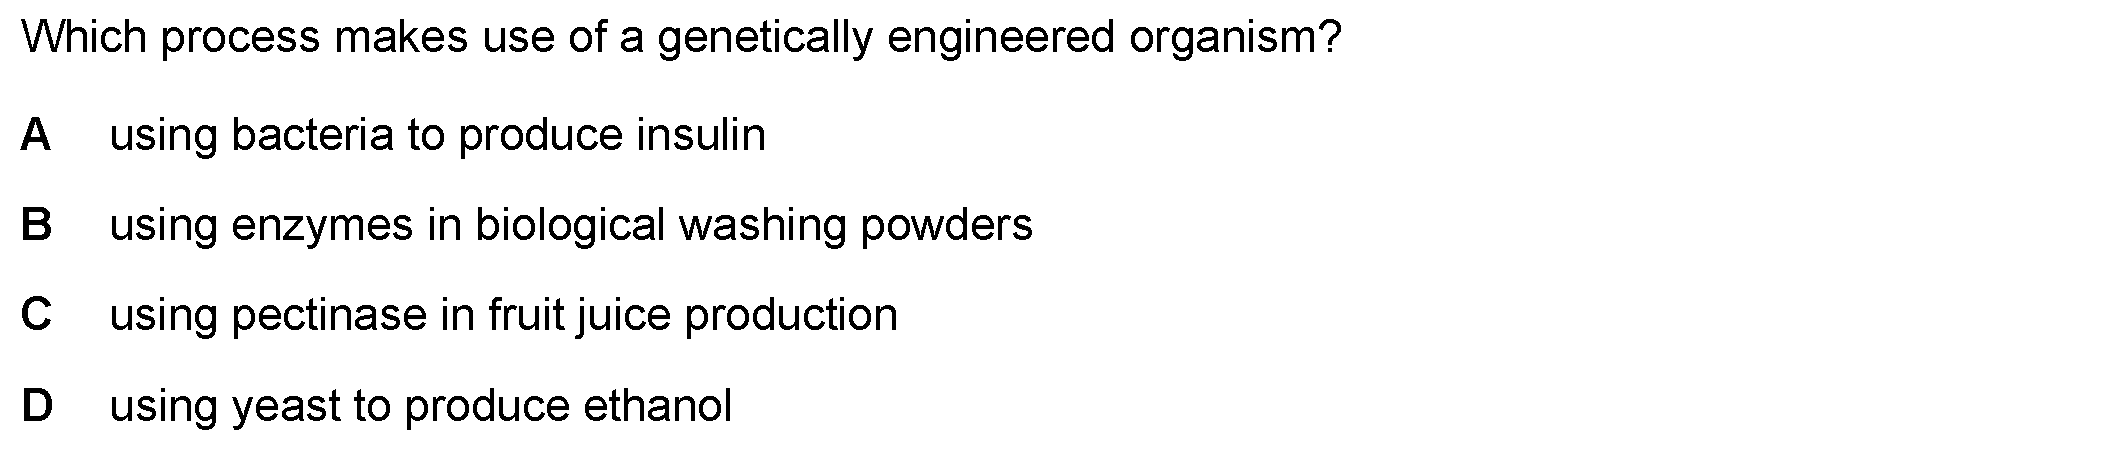 Which process makes use of a genetically engineered organism?
A using bacteria to produce insulin
B using enzymes in biological washing powders
C using pectinase in fruit juice production
D using yeast to produce ethanol